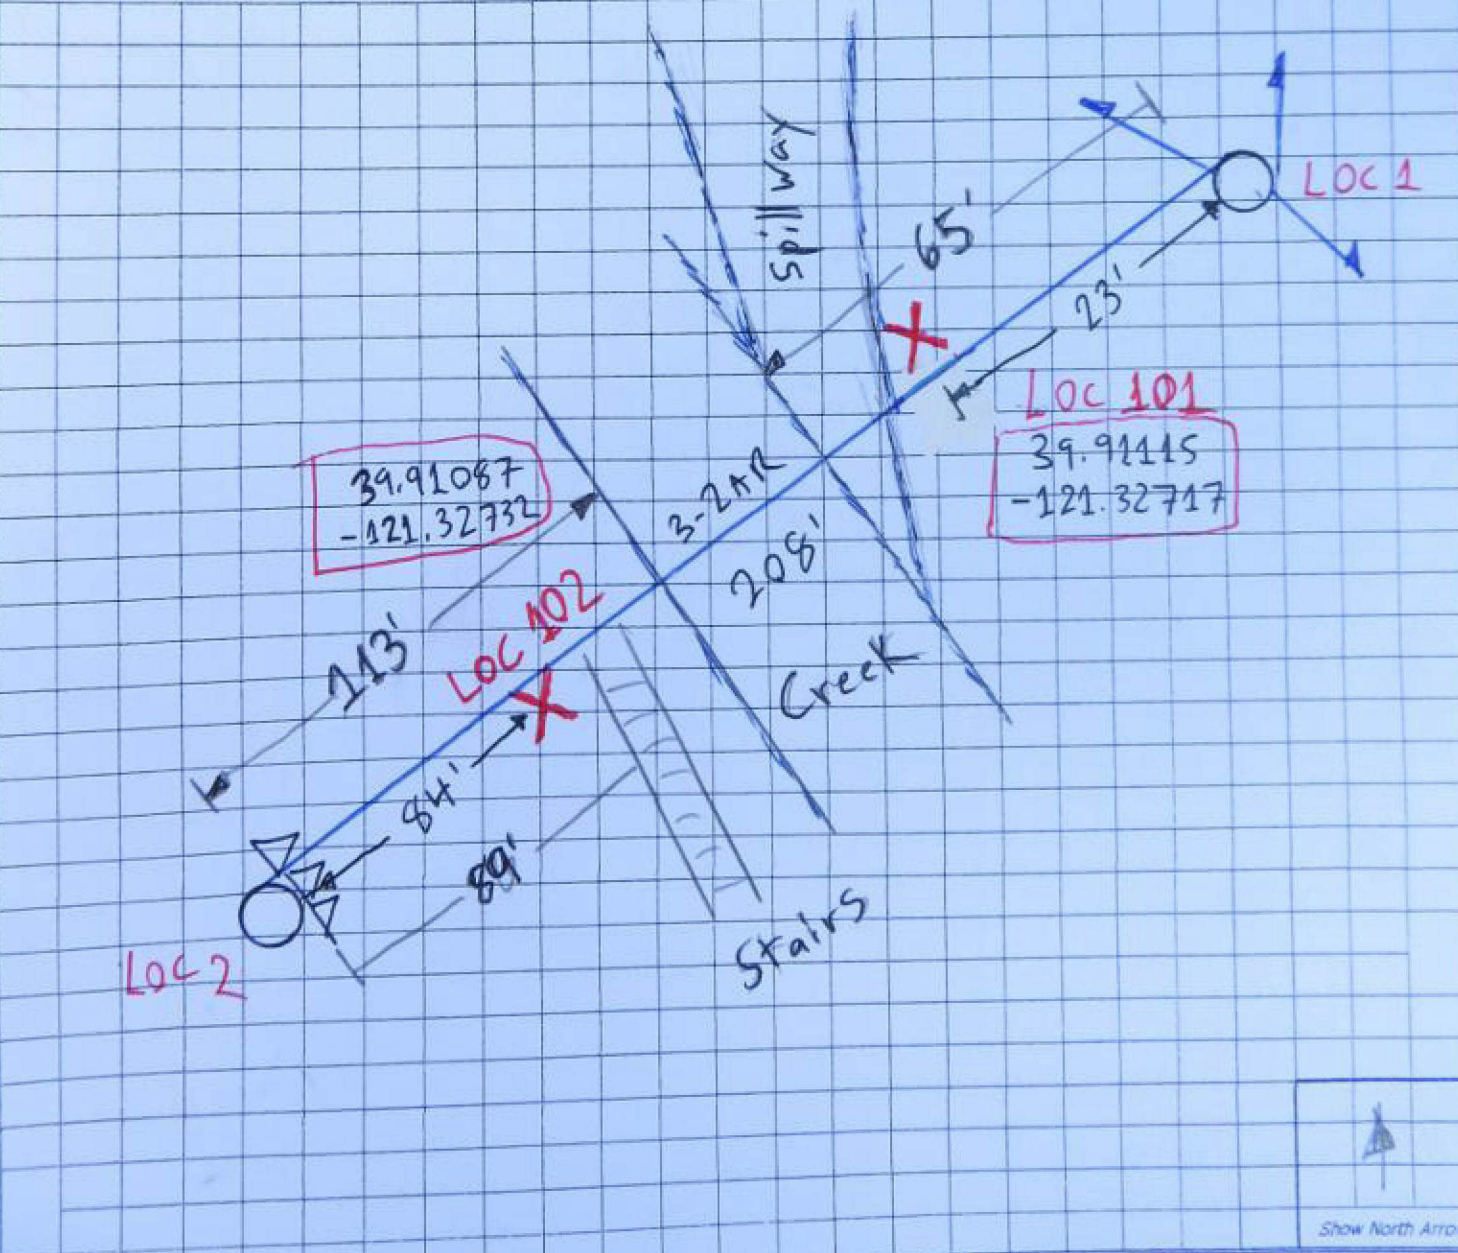 Spillway
65'
LOC 1
23'
LOC 101
39.91115
-121.32717
39.91087
-121.32732
3-2AR
208'
LOC 102
113'
Creek
84'
89'
Stairs
LOC 2
Show North Arro